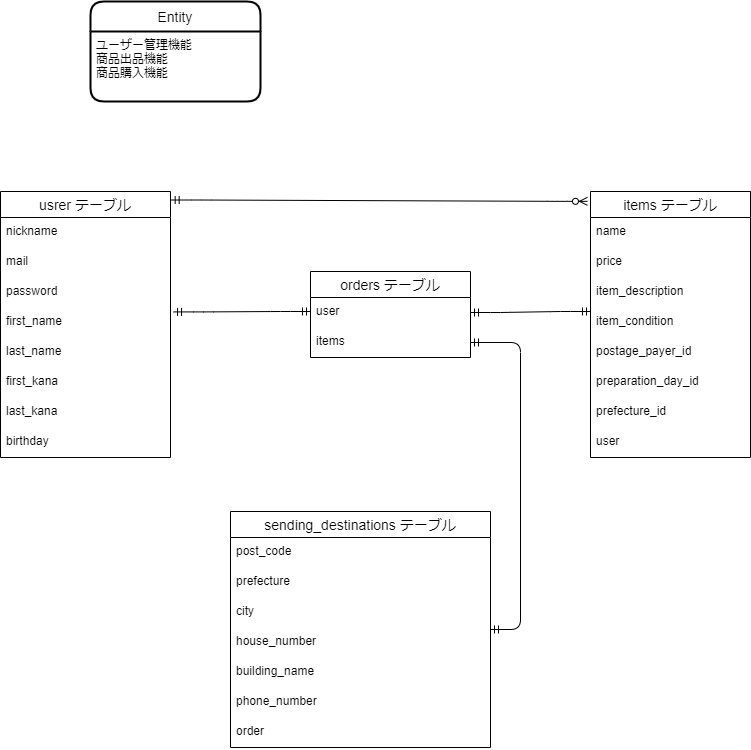 Entity
ユーザー管理機能
商品出品機能
商品購入機能
usrer テーブル
nickname
mail
password
first_name
last_name
first_kana
last_kana
birthday
orders テーブル
user
items
items テーブル
name
price
item_description
item_condition
postage_payer_id
preparation_day_id
prefecture_id
user
sending_destinations テーブル
post_code
prefecture
city
house_number
building_name
phone_number
order